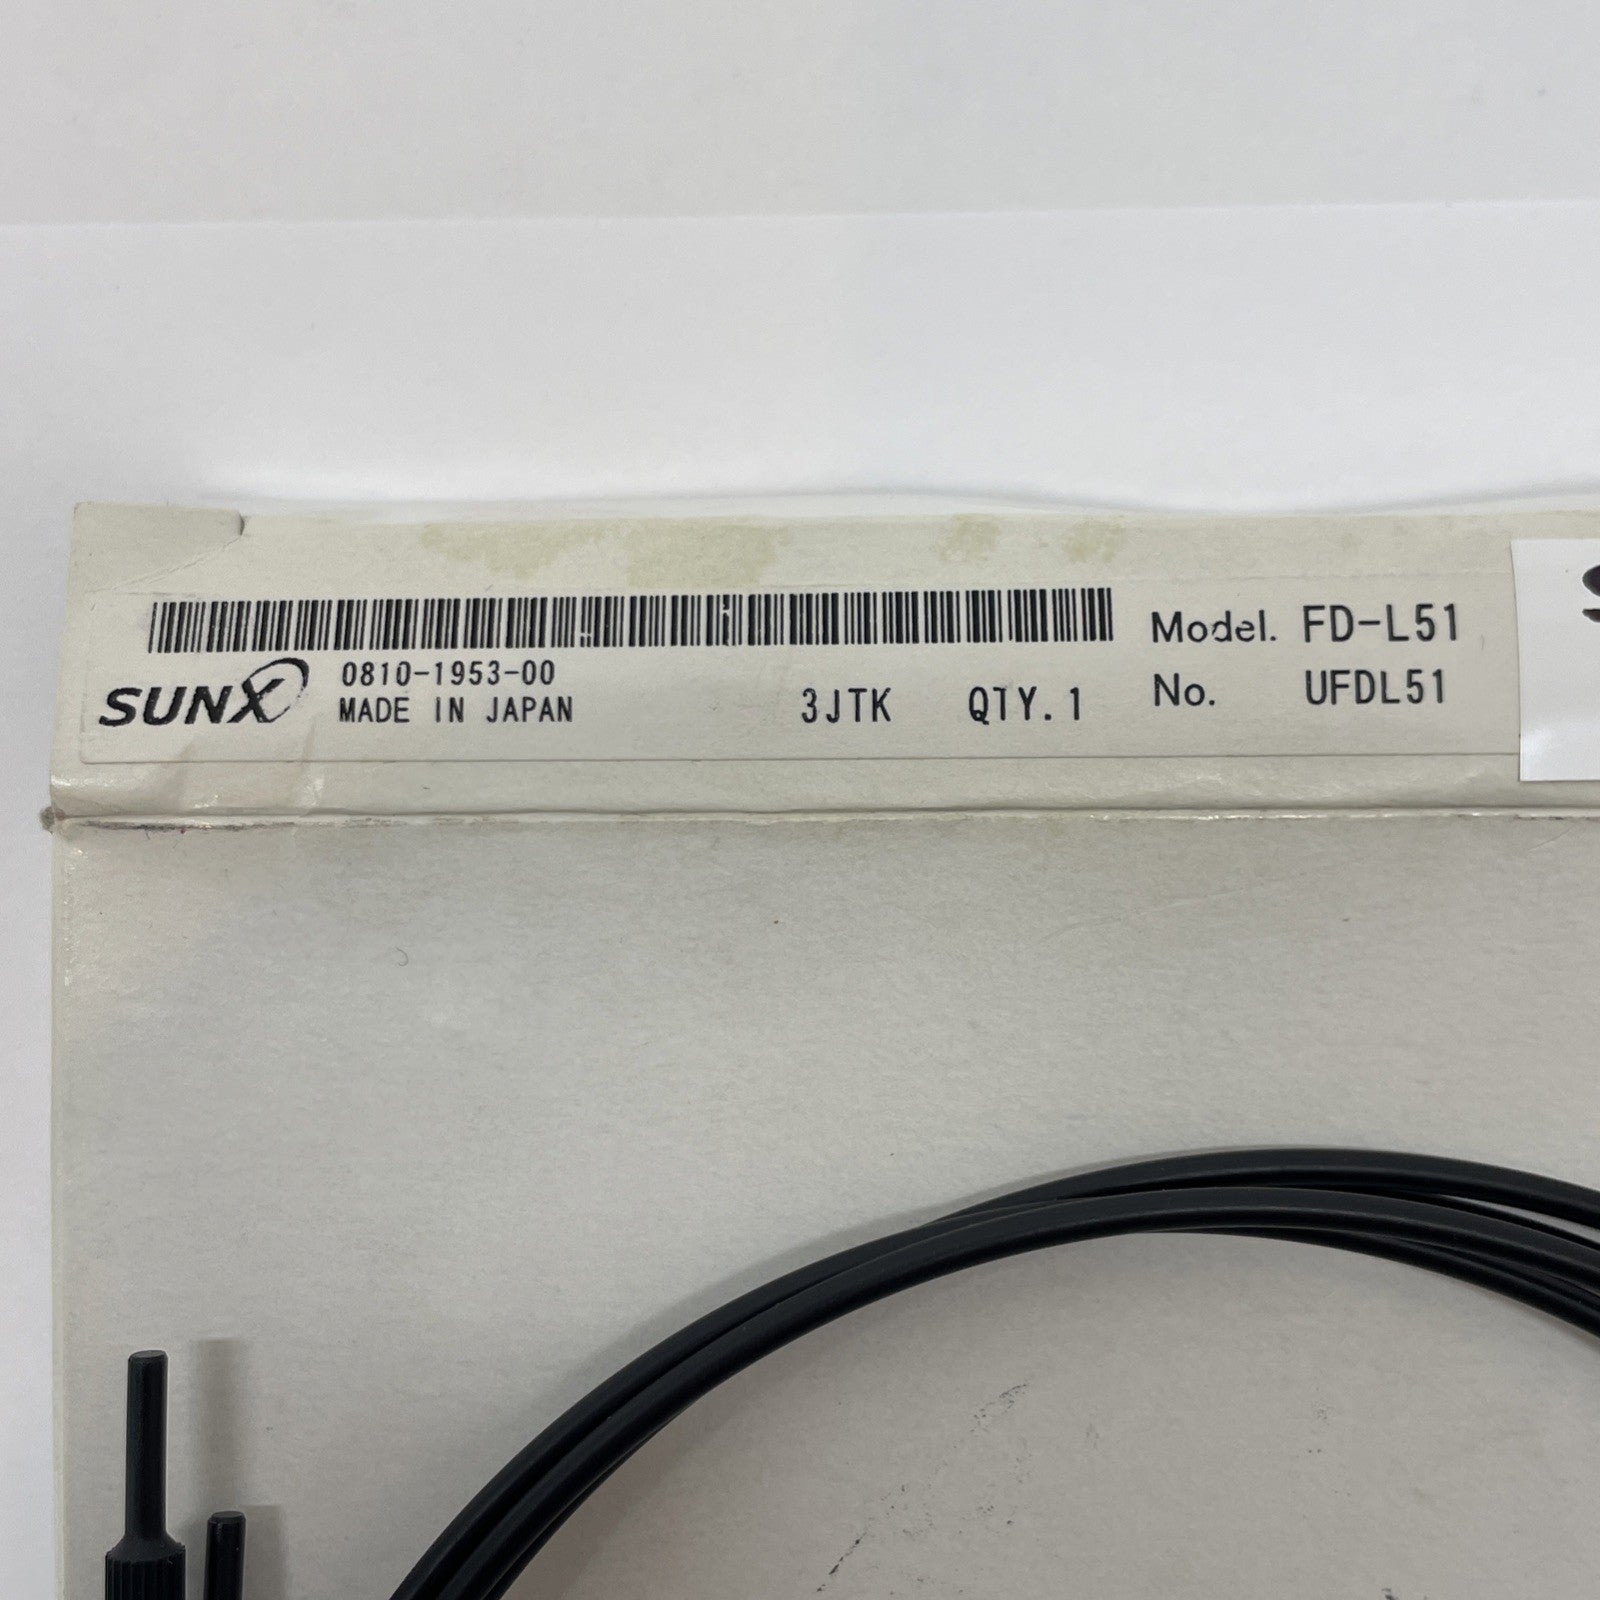 SUNX
0810-1953-00
MADE IN JAPAN
3JTK QTY.1
Model. FD-L51
No. UFDL51